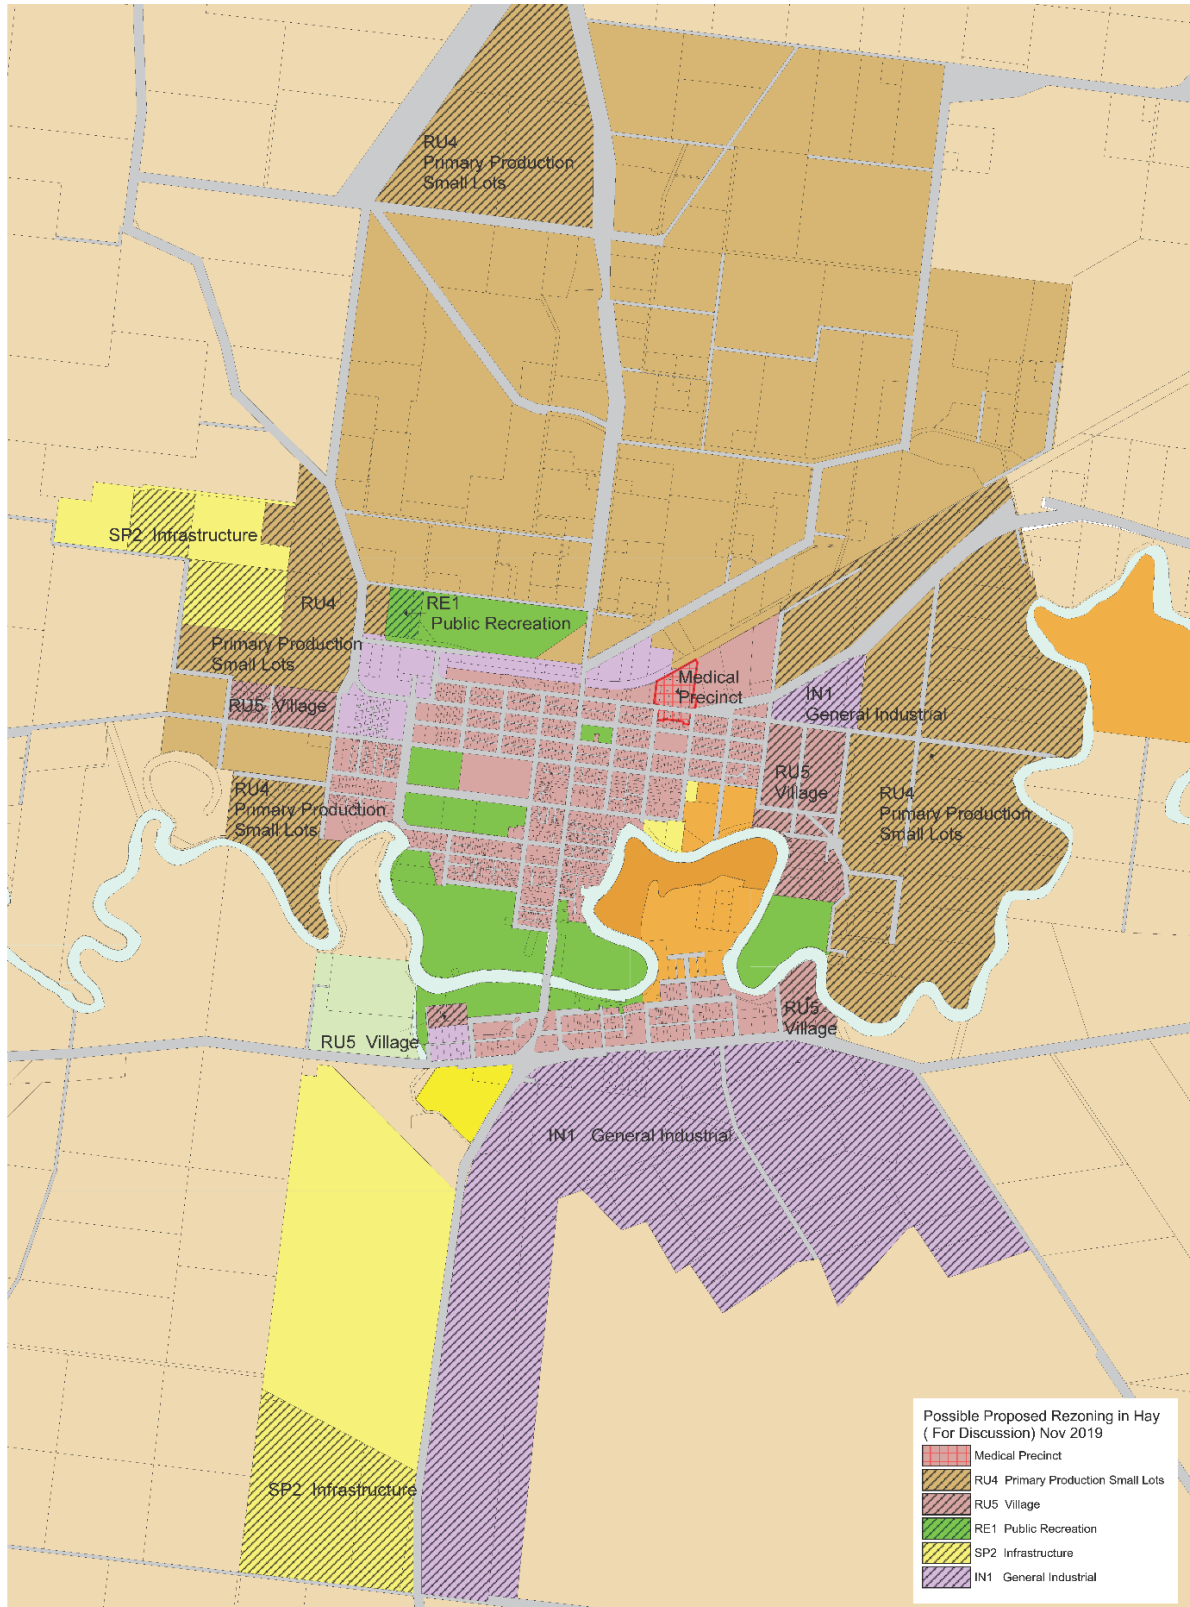 RU4
Primary Production
Small Lots
SP2 Infrastructure
RU4
Primary Production
Small Lots
RE1
Public Recreation
Medical
Precinct
RU5 Village
IN1
General Industrial
RU5
Village
RU4
Primary Production
Small Lots
RU4
Primary Production
Small Lots
RU5
Village
RU5 Village
IN1 General Industrial
SP2 Infrastructure
Possible Proposed Rezoning in Hay
( For Discussion) Nov 2019
Medical Precinct
RU4 Primary Production Small Lots
RU5 Village
RE1 Public Recreation
SP2 Infrastructure
IN1 General Industrial